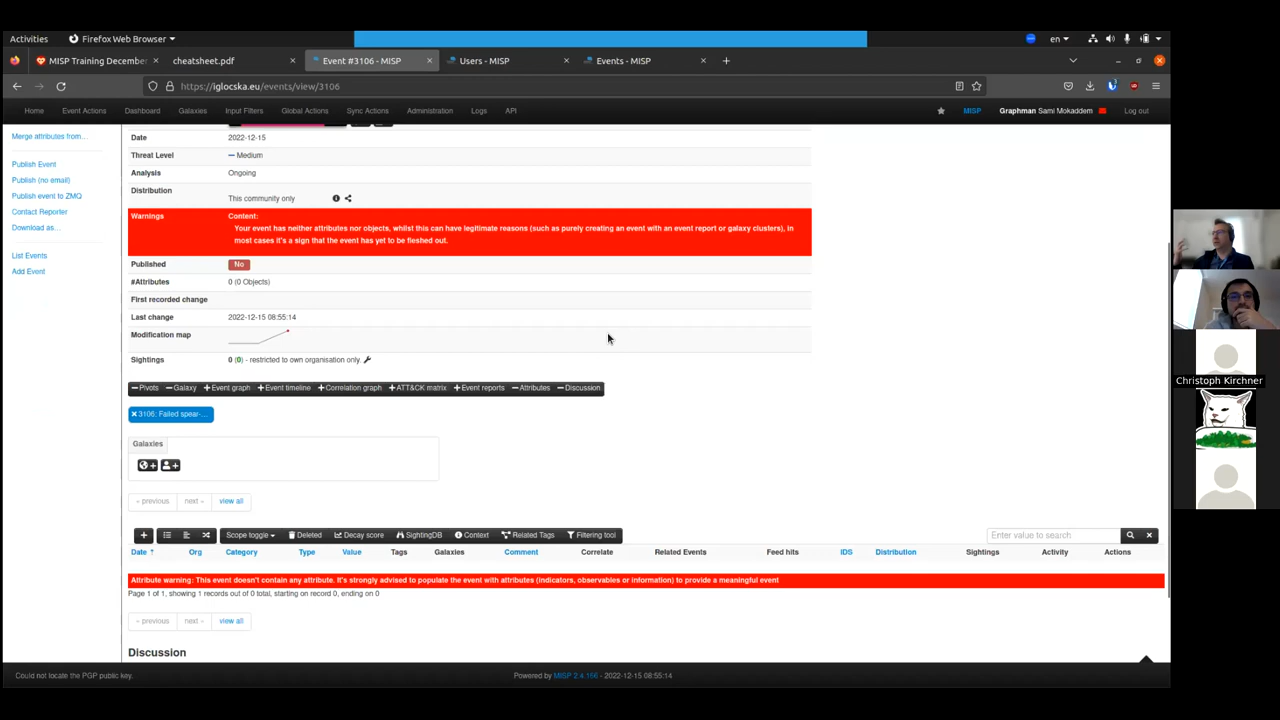 Activities
Firefox Web Browser
en
MISP Training December
cheatsheet.pdf
Event #3106 - MISP
Users - MISP
Events - MISP
https://iglocska.eu/events/view/3106
Home
Event Actions
Dashboard
Galaxies
Input Filters
Global Actions
Sync Actions
Administration
Logs
API
MISP
Graphman Sami Mokaddem
Log out
Merge attributes from...
Publish Event
Publish (no email)
Publish event to ZMQ
Contact Reporter
Download as...
List Events
Add Event
Date 2022-12-15
Threat Level Medium
Analysis Ongoing
Distribution
This community only
Warnings Content:
Your event has neither attributes nor objects, whilst this can have legitimate reasons (such as purely creating an event with an event report or galaxy clusters), in
most cases it's a sign that the event has yet to be fleshed out.
Published No
#Attributes 0 (0 Objects)
First recorded change
Last change 2022-12-15 08:55:14
Modification map
Sightings 0 (0) - restricted to own organisation only.
Pivots Galaxy Event graph Event timeline Correlation graph ATT&CK matrix Event reports Attributes Discussion
3106: Failed spear-...
Galaxies
« previous next » view all
Scope toggle Deleted Decay score SightingDB Context Related Tags Filtering tool Enter value to search
Date Org Category Type Value Tags Galaxies Comment Correlate Related Events Feed hits IDS Distribution Sightings Activity Actions
Attribute warning: This event doesn't contain any attribute. It's strongly advised to populate the event with attributes (indicators, observables or information) to provide a meaningful event
Page 1 of 1, showing 1 records out of 0 total, starting on record 0, ending on 0
« previous next » view all
Discussion
Could not locate the PGP public key.
Powered by MISP 2.4.166 - 2022-12-15 08:55:14
Christoph Kirchner